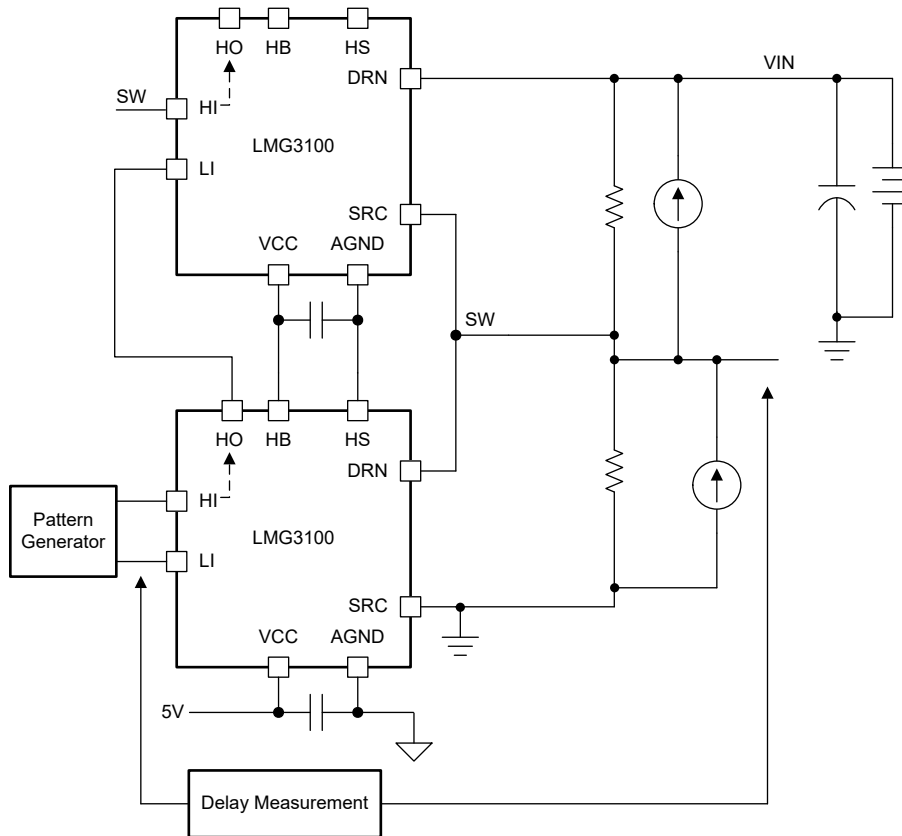 HO HB HS
DRN VIN
SW
HI
LMG3100
LI
SRC
VCC AGND
SW
HO HB HS
DRN
HI
Pattern
Generator
LMG3100
LI
SRC
VCC AGND
5V
Delay Measurement